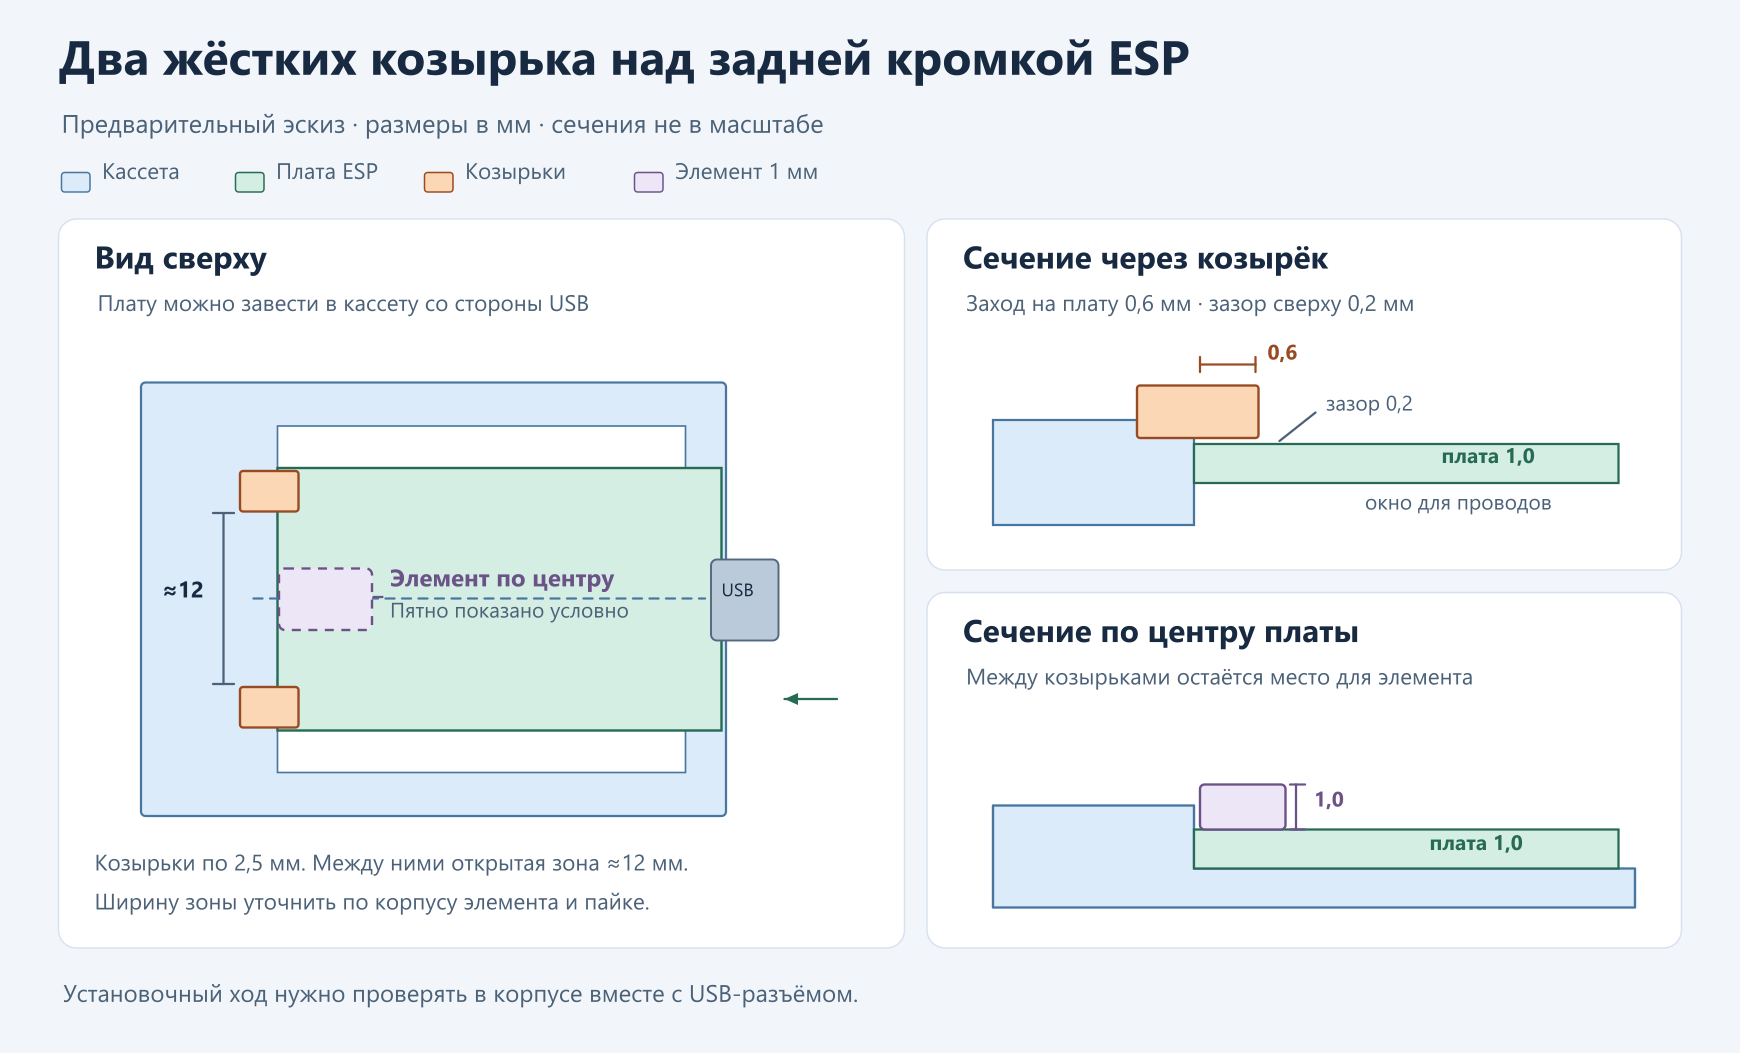 Два жёстких козырька над задней кромкой ESP
Предварительный эскиз · размеры в мм · сечения не в масштабе
Кассета
Плата ESP
Козырьки
Элемент 1 мм
Вид сверху
Плату можно завести в кассету со стороны USB
≈12
Элемент по центру
Пятно показано условно
USB
Козырьки по 2,5 мм. Между ними открытая зона ≈12 мм.
Ширину зоны уточнить по корпусу элемента и пайке.
Сечение через козырёк
Заход на плату 0,6 мм · зазор сверху 0,2 мм
0,6
зазор 0,2
плата 1,0
окно для проводов
Сечение по центру платы
Между козырьками остаётся место для элемента
1,0
плата 1,0
Установочный ход нужно проверять в корпусе вместе с USB-разъёмом.